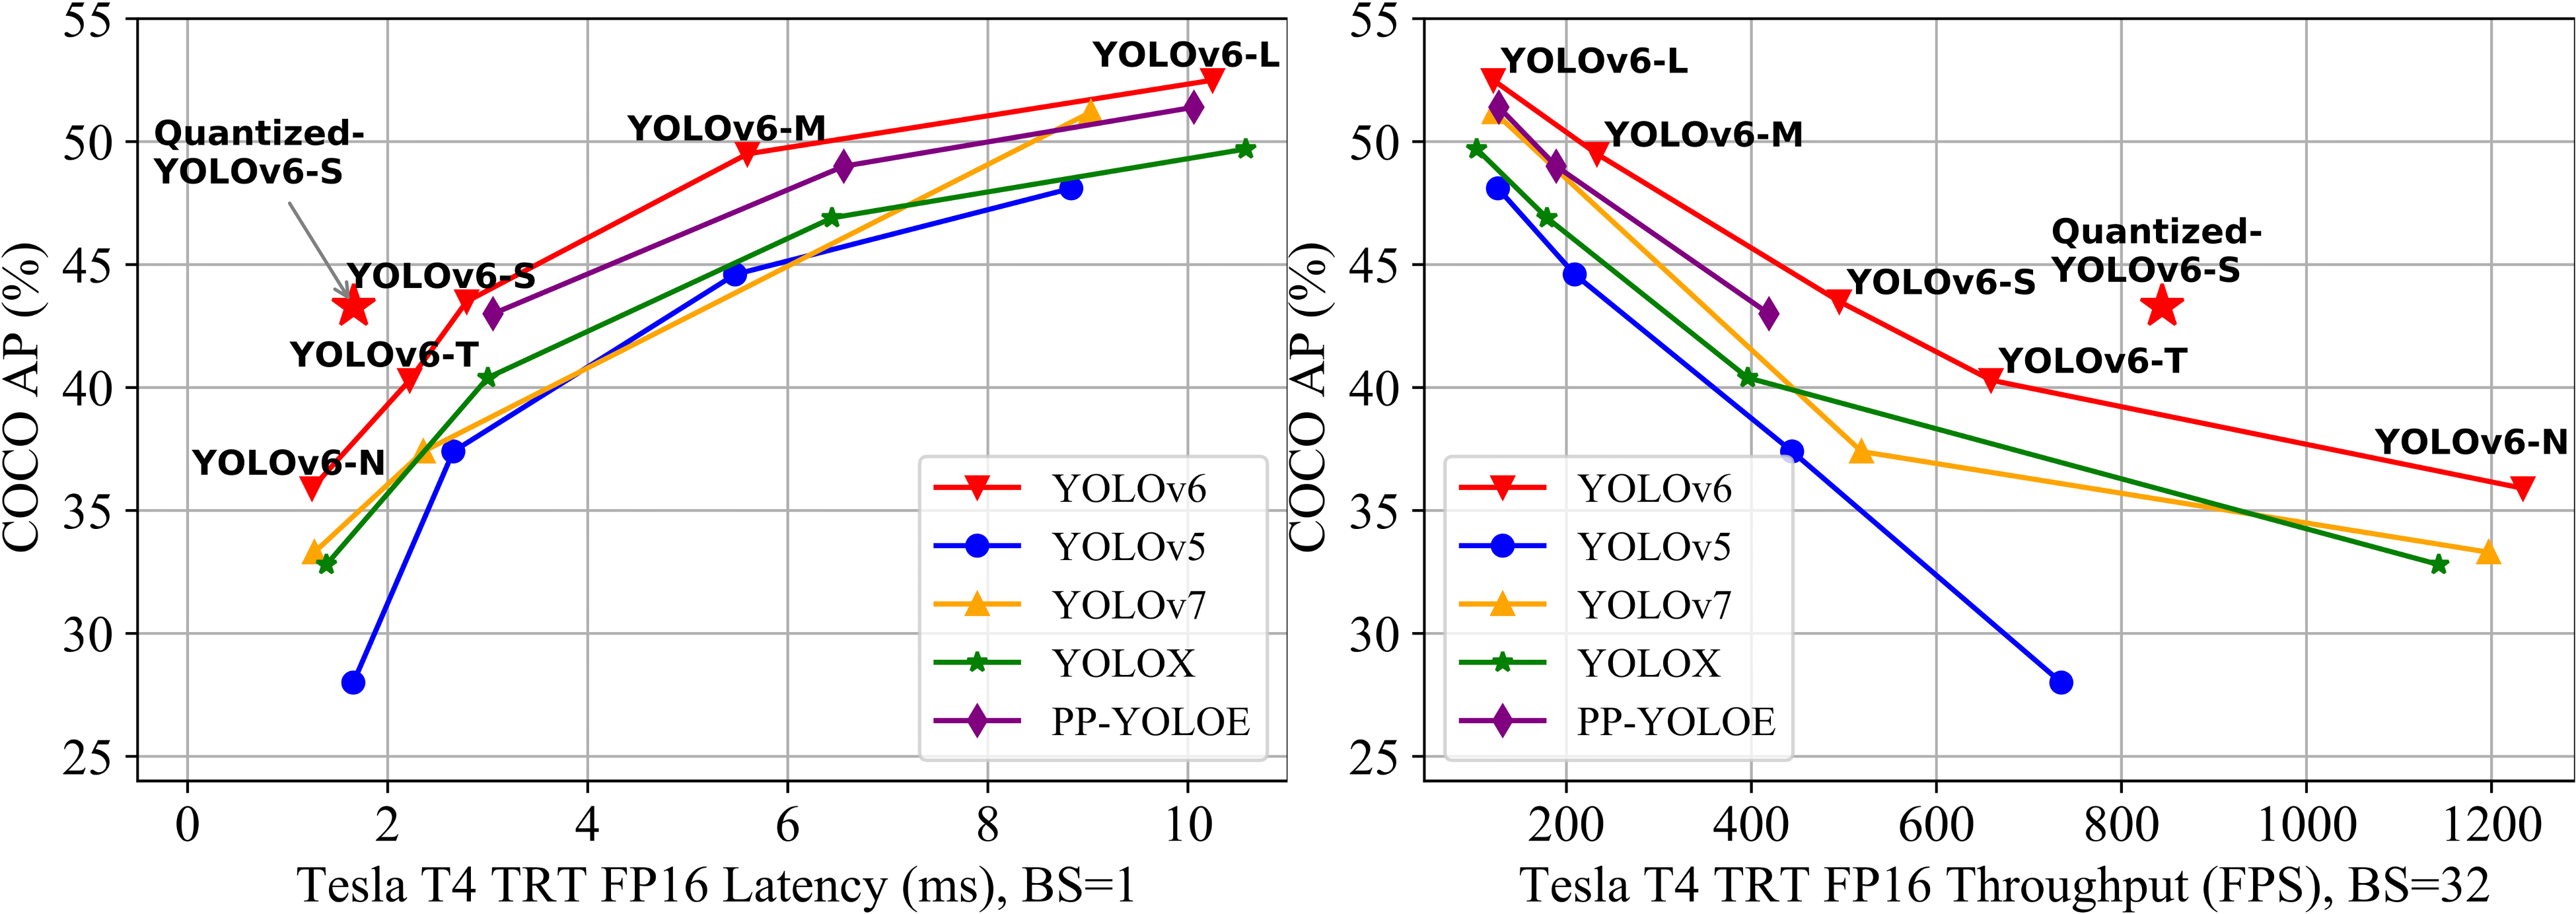 55
50
45
40
35
30
25
COCO AP (%)
0 2 4 6 8 10
Tesla T4 TRT FP16 Latency (ms), BS=1
YOLOv6-L
YOLOv6-M
Quantized-
YOLOv6-S
YOLOv6-S
YOLOv6-T
YOLOv6-N
YOLOv6
YOLOv5
YOLOv7
YOLOX
PP-YOLOE
55
50
45
40
35
30
25
COCO AP (%)
200 400 600 800 1000 1200
Tesla T4 TRT FP16 Throughput (FPS), BS=32
YOLOv6-L
YOLOv6-M
Quantized-
YOLOv6-S
YOLOv6-S
YOLOv6-T
YOLOv6-N
YOLOv6
YOLOv5
YOLOv7
YOLOX
PP-YOLOE